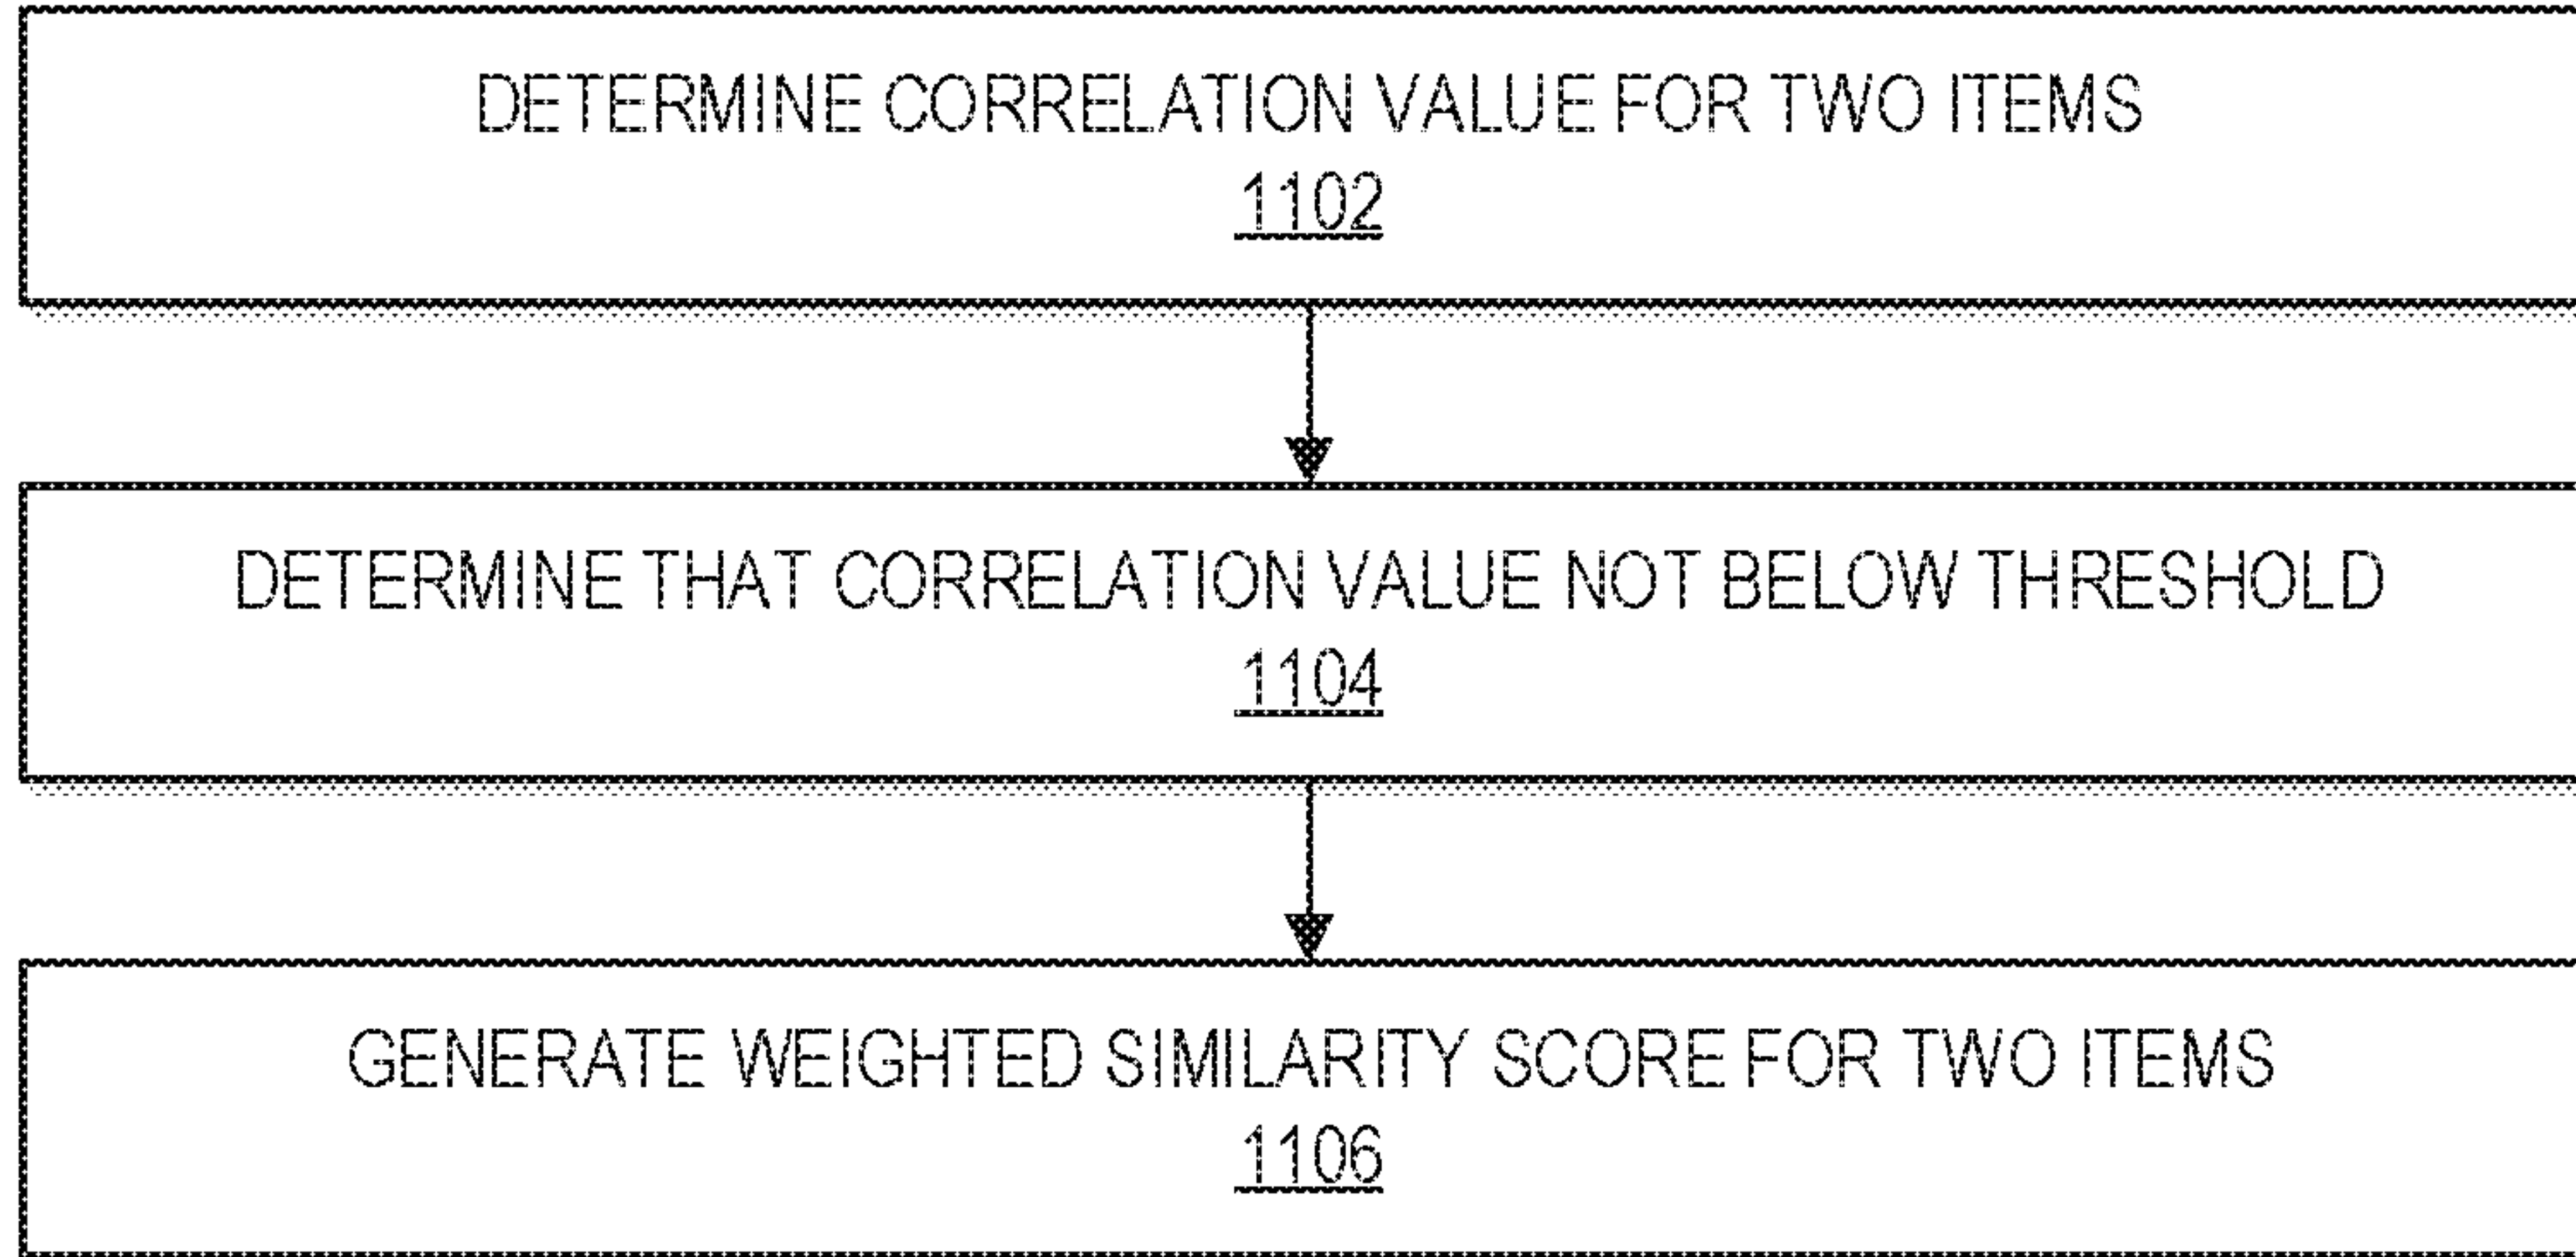 DETERMINE CORRELATION VALUE FOR TWO ITEMS
1102
DETERMINE THAT CORRELATION VALUE NOT BELOW THRESHOLD
1104
GENERATE WEIGHTED SIMILARITY SCORE FOR TWO ITEMS
1106